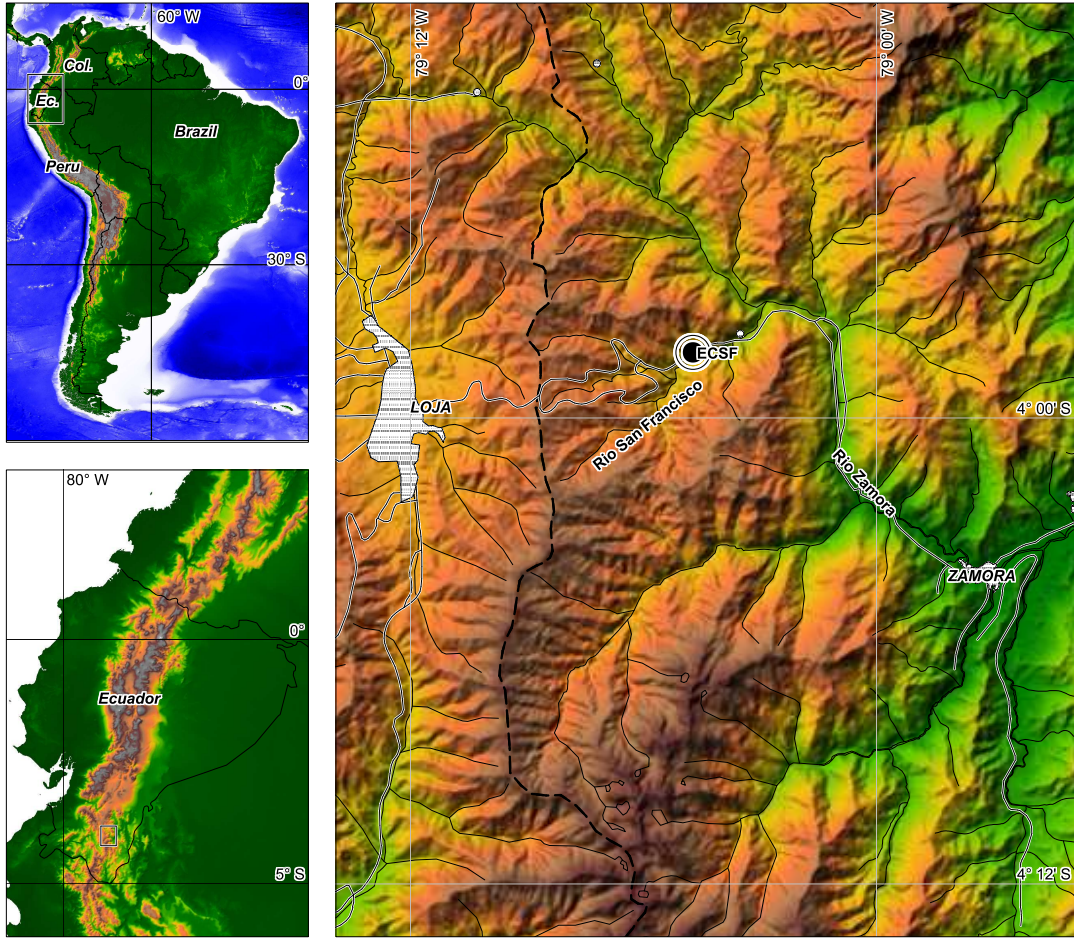 60° W
Col.
0°
Ec.
Brazil
Peru
30° S
80° W
0°
Ecuador
5° S
79° 12' W
79° 00' W
ECSF
LOJA
4° 00' S
Rio San Francisco
Rio Zamora
ZAMORA
4° 12' S